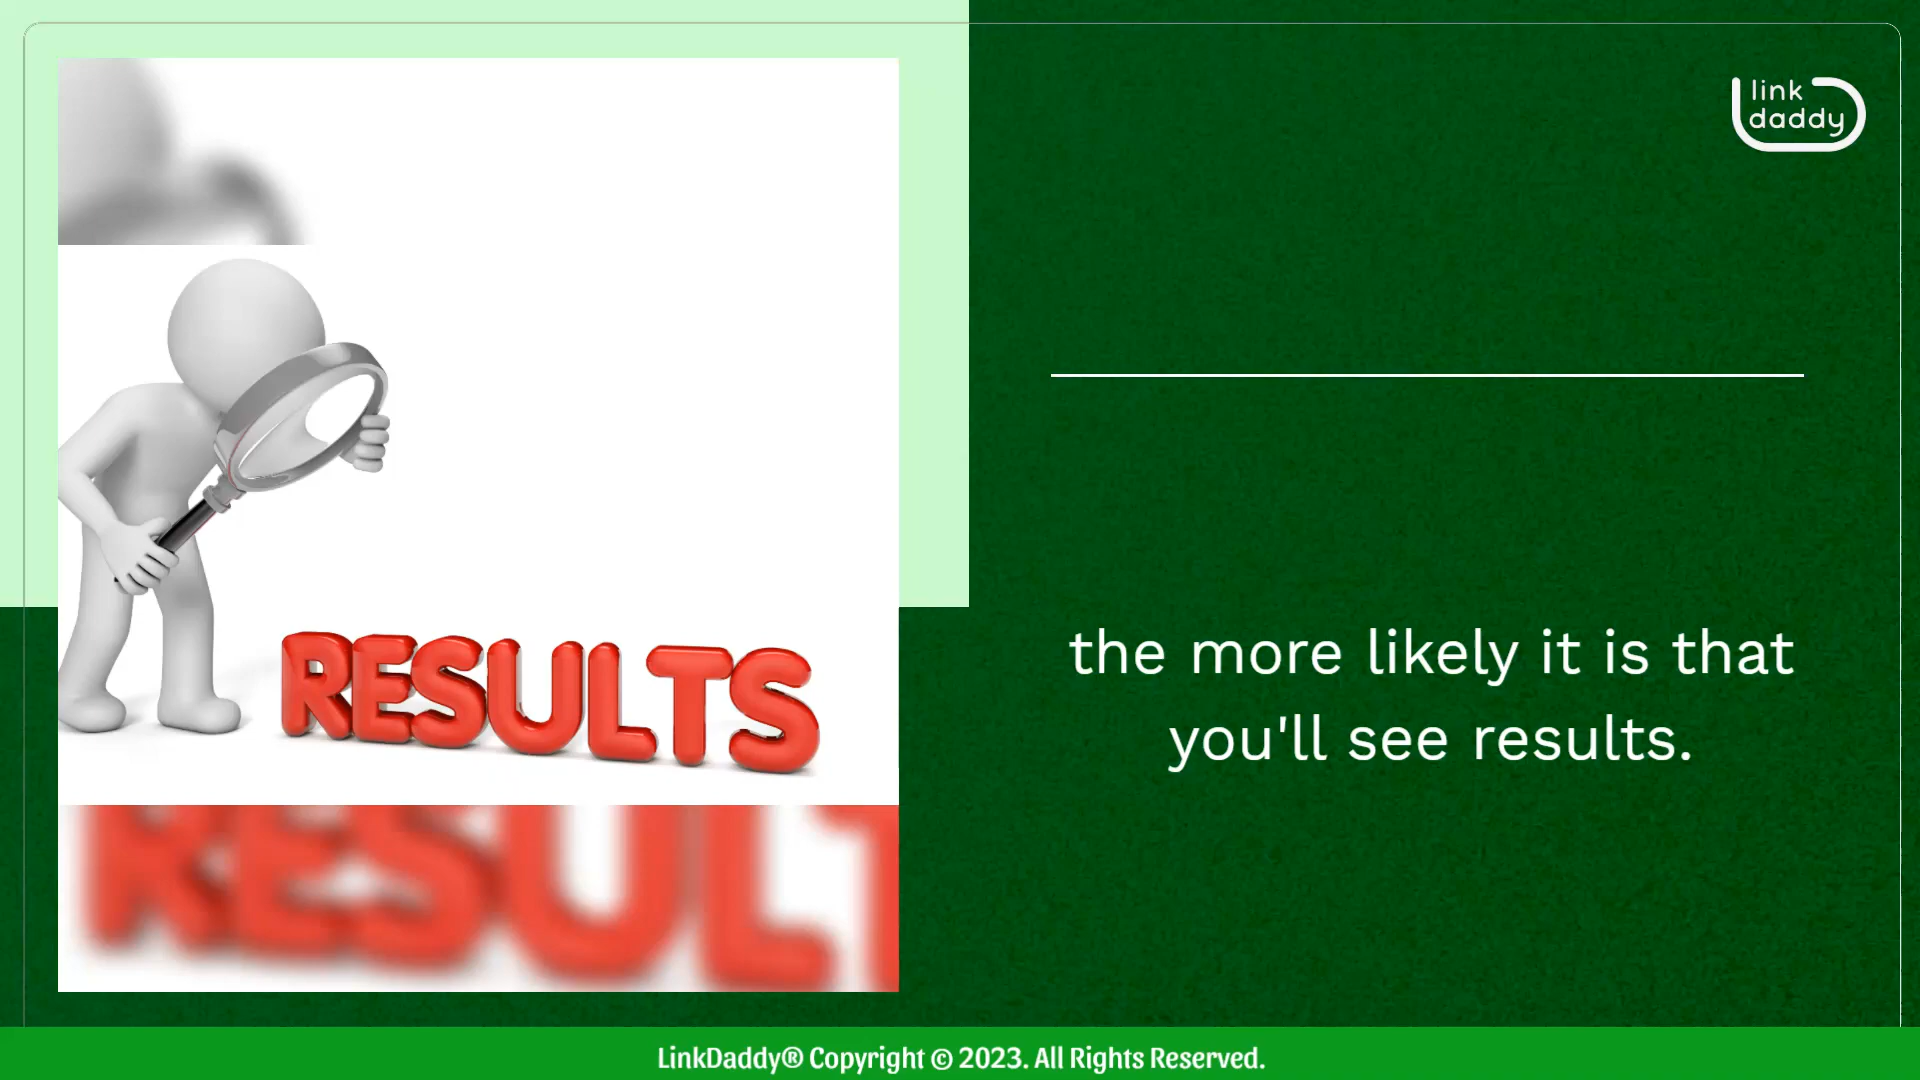 link
daddy
RESULTS
the more likely it is that
you'll see results.
RESULT
LinkDaddy® Copyright © 2023. All Rights Reserved.